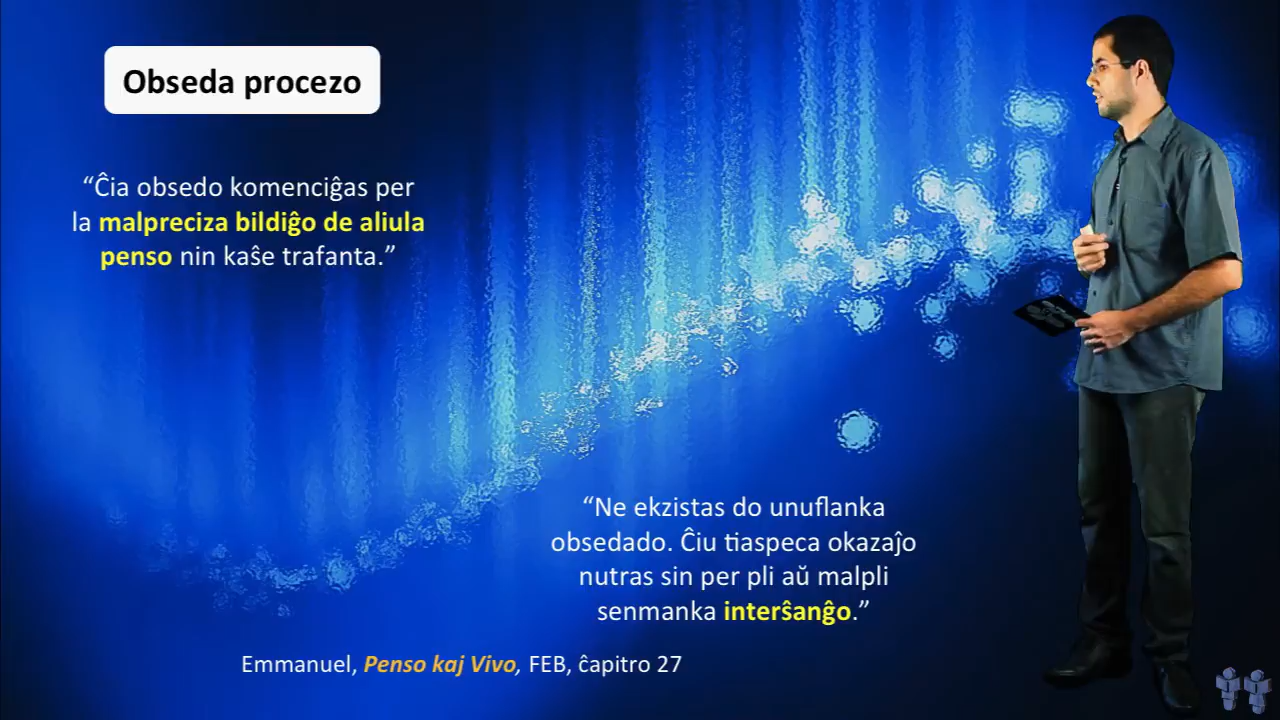 Obseda procezo
“Ĉia obsedo komenciĝas per
la malpreciza bildiĝo de aliula
penso nin kaŝe trafanta.”
“Ne ekzistas do unuflanka
obsedado. Ĉiu tiaspeca okazaĵo
nutras sin per pli aŭ malpli
senmanka interŝanĝo.”
Emmanuel, Penso kaj Vivo, FEB, ĉapitro 27